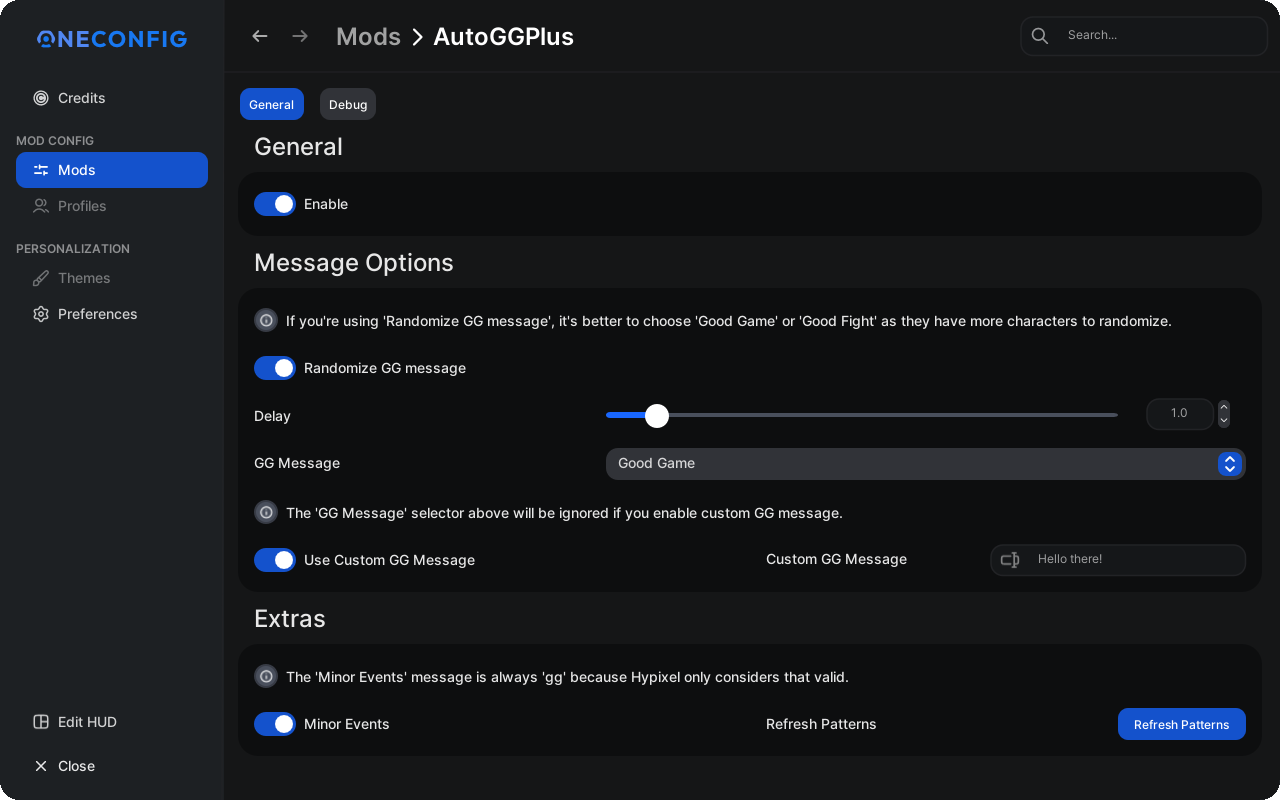 ONECONFIG
Credits
MOD CONFIG
Mods
Profiles
PERSONALIZATION
Themes
Preferences
Edit HUD
Close
Mods > AutoGGPlus
Search...
General
Debug
General
Enable
Message Options
If you're using 'Randomize GG message', it's better to choose 'Good Game' or 'Good Fight' as they have more characters to randomize.
Randomize GG message
Delay
1.0
GG Message
Good Game
The 'GG Message' selector above will be ignored if you enable custom GG message.
Use Custom GG Message
Custom GG Message
Hello there!
Extras
The 'Minor Events' message is always 'gg' because Hypixel only considers that valid.
Minor Events
Refresh Patterns
Refresh Patterns